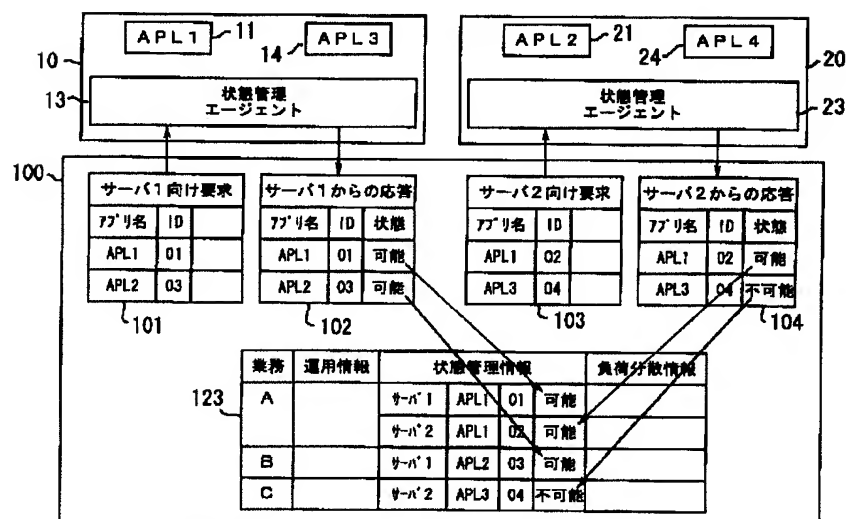 APL1 11
14 APL3
APL2 21
24 APL4
10
20
13
状態管理
エージェント
状態管理
エージェント
23
100
サーバ1向け要求
アプリ名 ID
APL1 01
APL2 03
101
サーバ1からの応答
アプリ名 ID 状態
APL1 01 可能
APL2 03 可能
102
サーバ2向け要求
アプリ名 ID
APL1 02
APL3 04
103
サーバ2からの応答
アプリ名 ID 状態
APL1 02 可能
APL3 04 不可能
104
123
業務 運用情報 状態管理情報 負荷分散情報
A サーバ1 APL1 01 可能
サーバ2 APL1 02 可能
B サーバ1 APL2 03 可能
C サーバ2 APL3 04 不可能